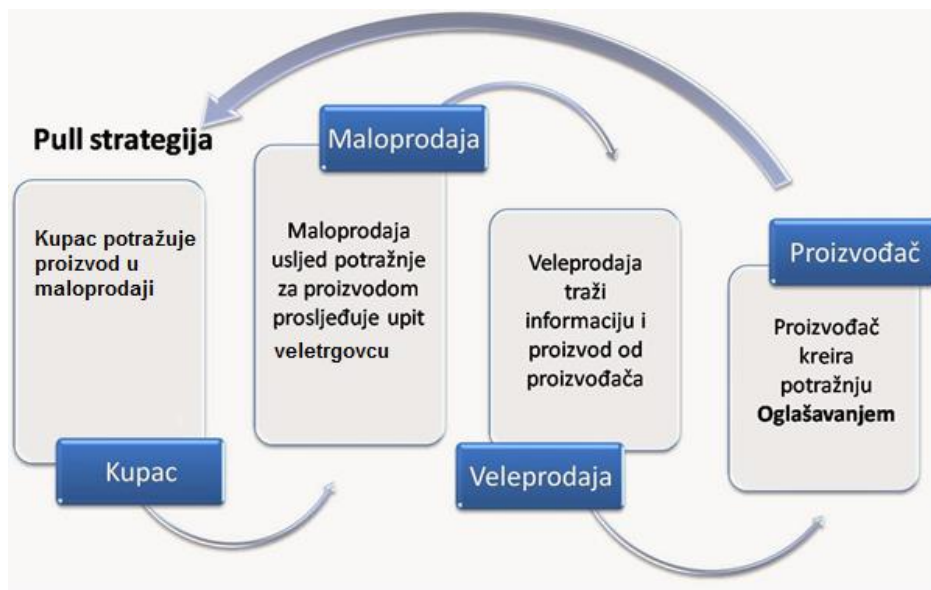 Pull strategija
Kupac potražuje
proizvod u
maloprodaji
Kupac
Maloprodaja
Maloprodaja
usljed potražnje
za proizvodom
prosljeđuje upit
veletrgovcu
Veleprodaja
traži
informaciju i
proizvod od
proizvođača
Veleprodaja
Proizvođač
Proizvođač
kreira
potražnju
Oglašavanjem